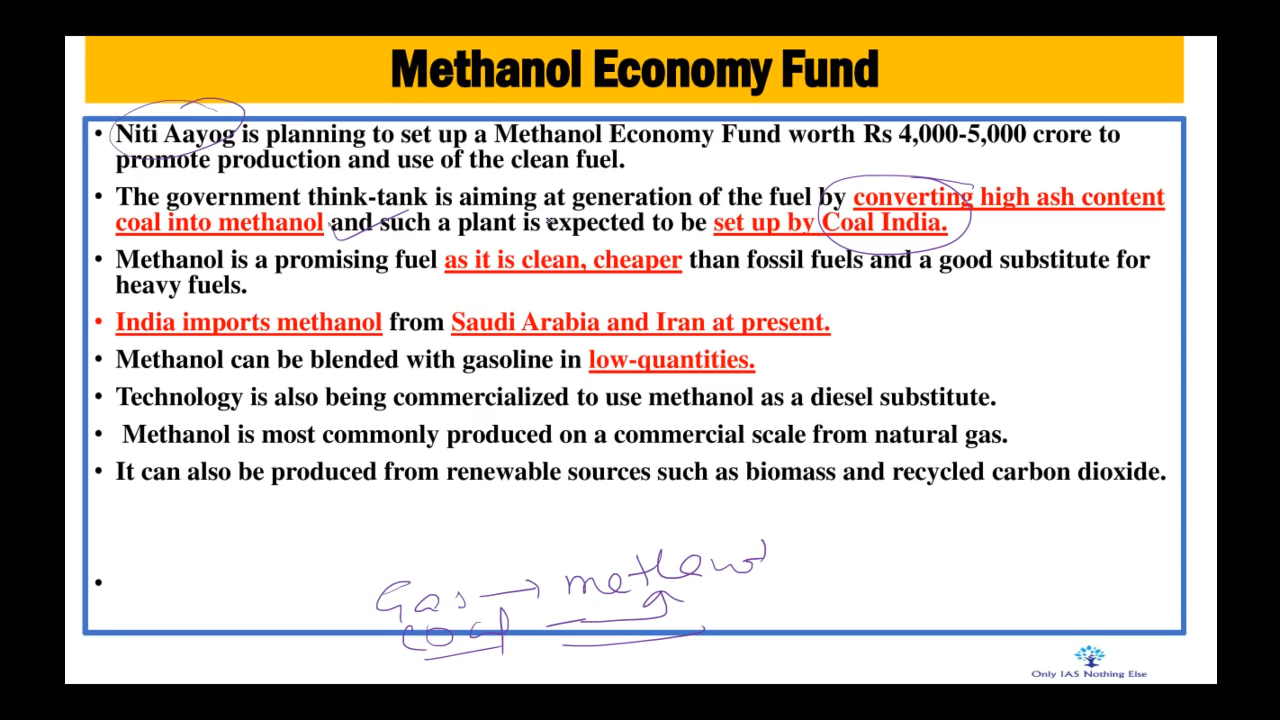 Methanol Economy Fund
• Niti Aayog is planning to set up a Methanol Economy Fund worth Rs 4,000-5,000 crore to
promote production and use of the clean fuel.
• The government think-tank is aiming at generation of the fuel by converting high ash content
coal into methanol and such a plant is expected to be set up by Coal India.
• Methanol is a promising fuel as it is clean, cheaper than fossil fuels and a good substitute for
heavy fuels.
• India imports methanol from Saudi Arabia and Iran at present.
• Methanol can be blended with gasoline in low-quantities.
• Technology is also being commercialized to use methanol as a diesel substitute.
• Methanol is most commonly produced on a commercial scale from natural gas.
• It can also be produced from renewable sources such as biomass and recycled carbon dioxide.
•
Gas →
coal
Only IAS Nothing Else